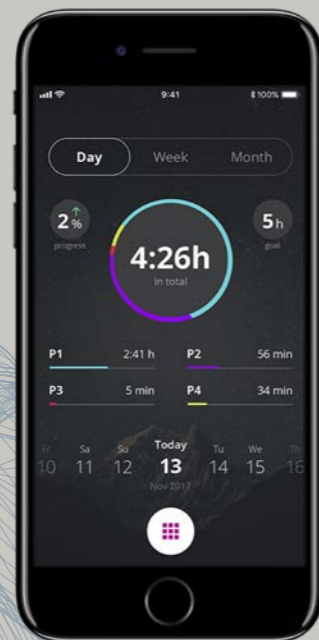 9:41 100%
Day Week Month
2% 5h
progress goal
4:26h
in total
P1 2:41 h P2 56 min
P3 5 min P4 34 min
Fr Sa Su Today Tu We Th
10 11 12 13 14 15 16
Nov 2017